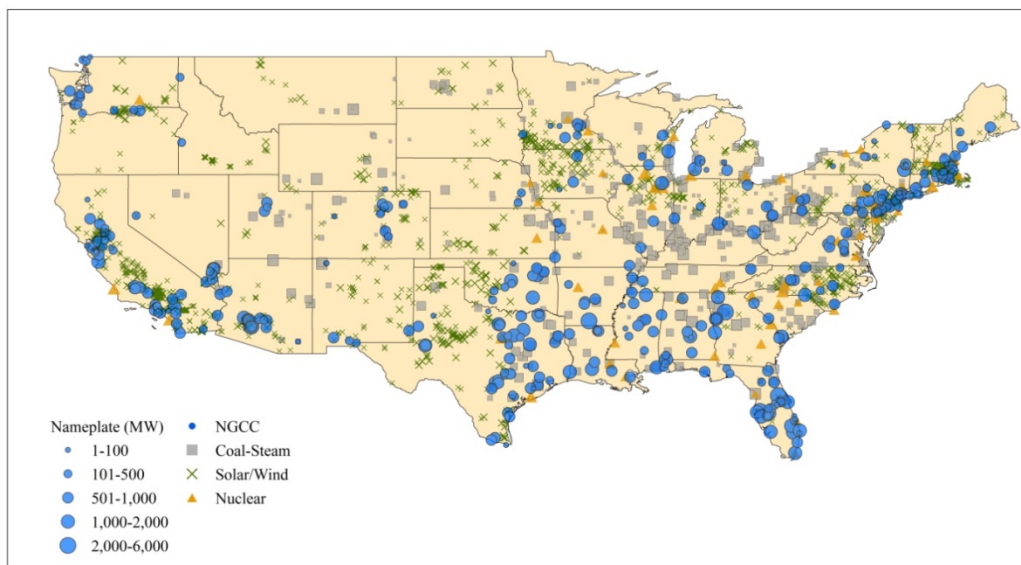 Nameplate (MW)
1-100
101-500
501-1,000
1,000-2,000
2,000-6,000
NGCC
Coal-Steam
Solar/Wind
Nuclear